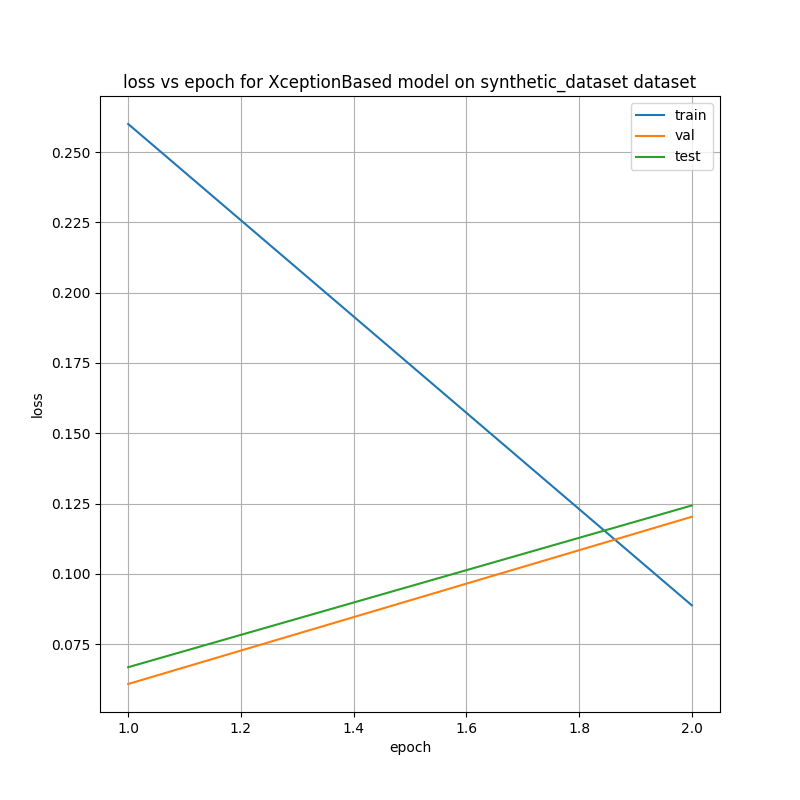 loss vs epoch for XceptionBased model on synthetic_dataset dataset
train
val
test
0.250
0.225
0.200
0.175
0.150
0.125
0.100
0.075
loss
1.0 1.2 1.4 1.6 1.8 2.0
epoch